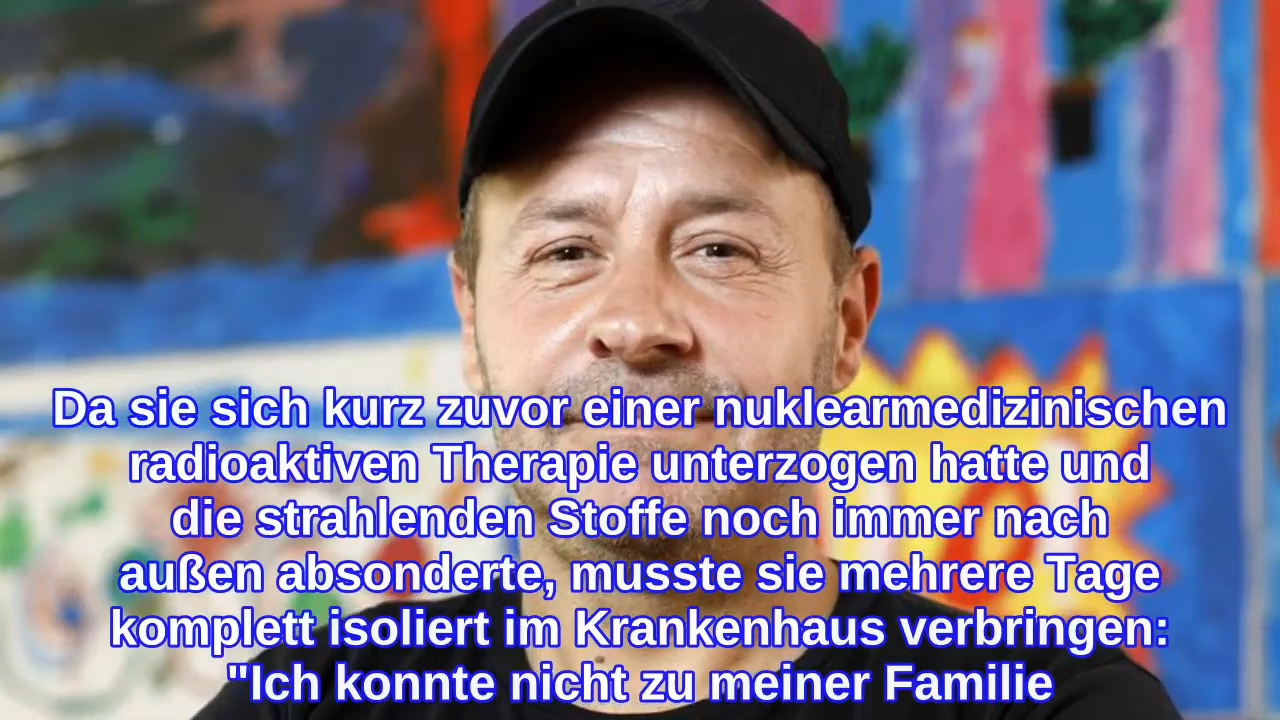 Da sie sich kurz zuvor einer nuklearmedizinischen
radioaktiven Therapie unterzogen hatte und
die strahlenden Stoffe noch immer nach
außen absonderte, musste sie mehrere Tage
komplett isoliert im Krankenhaus verbringen:
"Ich konnte nicht zu meiner Familie